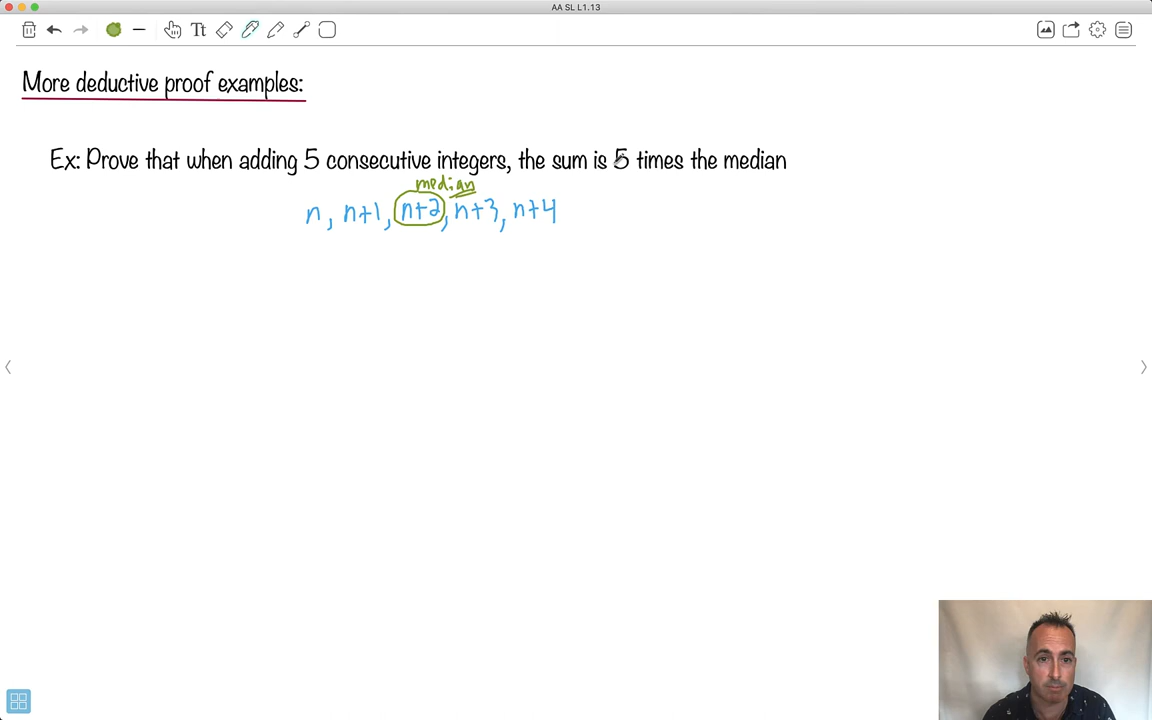 AA SL L1.13
Tt
More deductive proof examples:
Ex: Prove that when adding 5 consecutive integers, the sum is 5 times the median
median
n, n+1, n+2, n+3, n+4